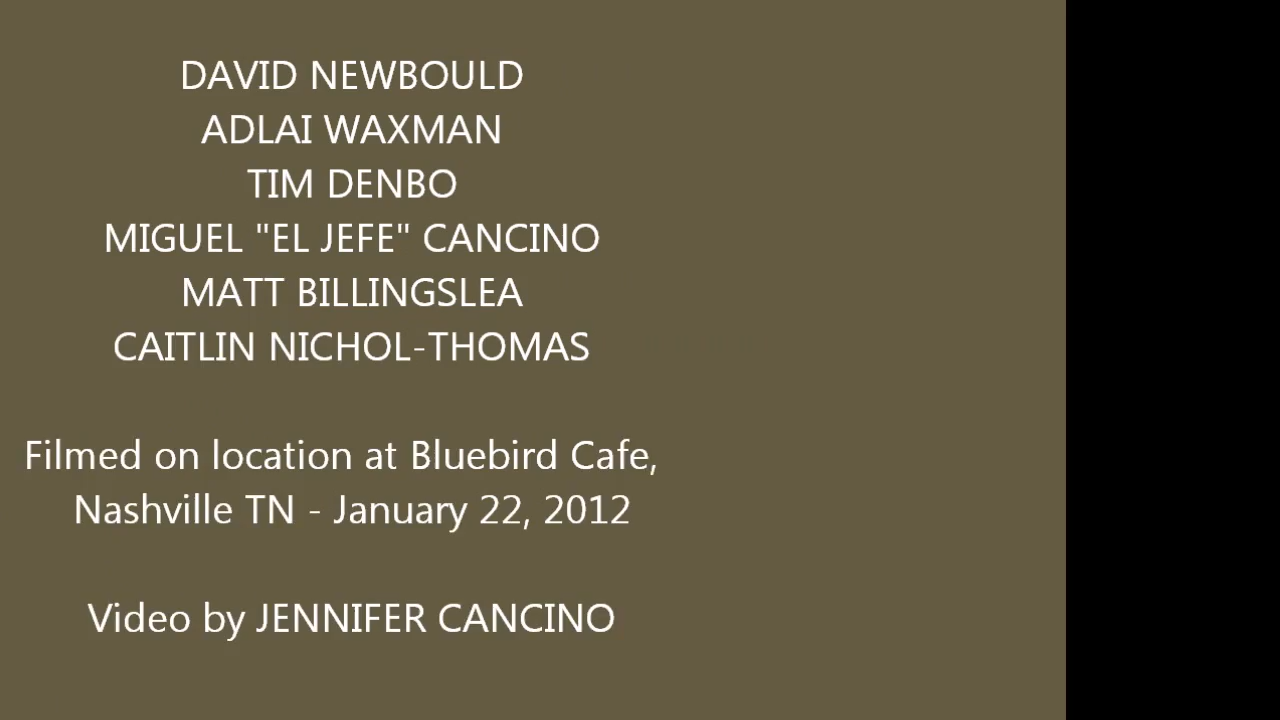 DAVID NEWBOULD
ADLAI WAXMAN
TIM DENBO
MIGUEL "EL JEFE" CANCINO
MATT BILLINGSLEA
CAITLIN NICHOL-THOMAS
Filmed on location at Bluebird Cafe,
Nashville TN - January 22, 2012
Video by JENNIFER CANCINO